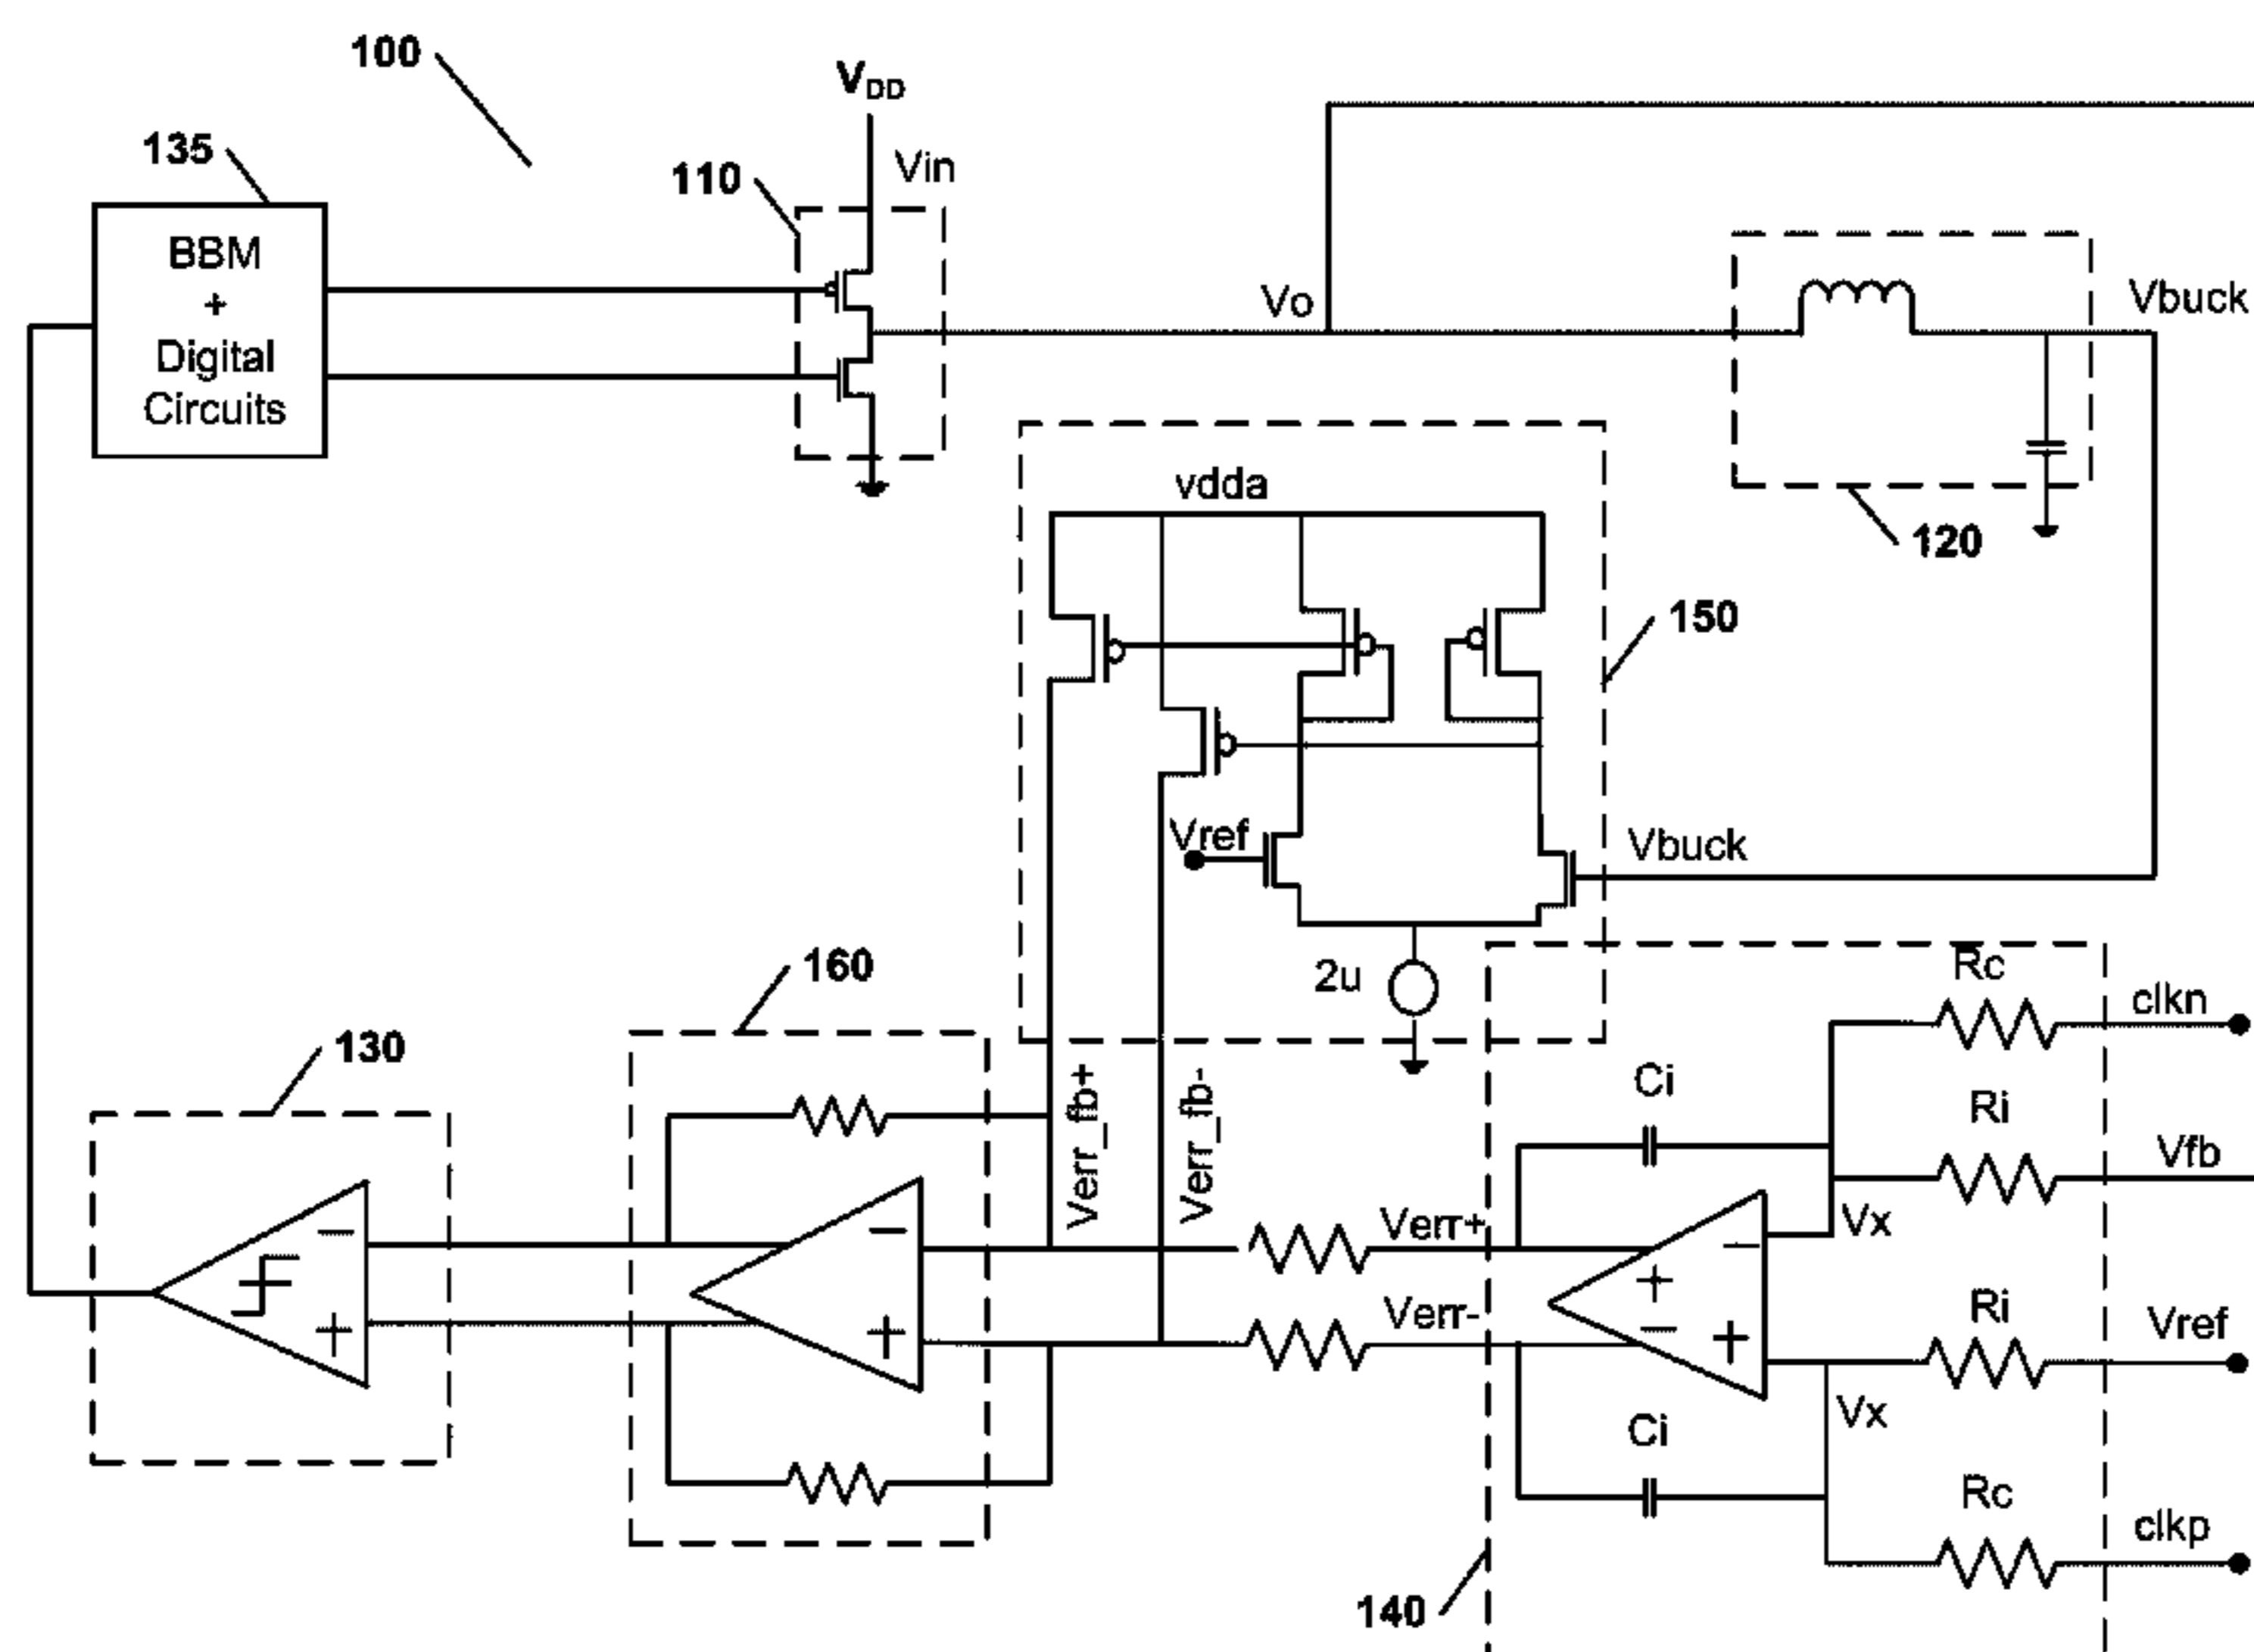 100
V_DD
135
110
Vin
BBM
+
Digital
Circuits
Vo
Vbuck
vdda
120
150
Vref
Vbuck
160
2u
Rc
clkn
130
Verr_fb+
Verr_fb-
Ci
Ri
Vfb
Verr+
Vx
−
−
−
+
Ri
Verr-
−
Vref
+
+
+
Vx
Ci
Rc
clkp
140